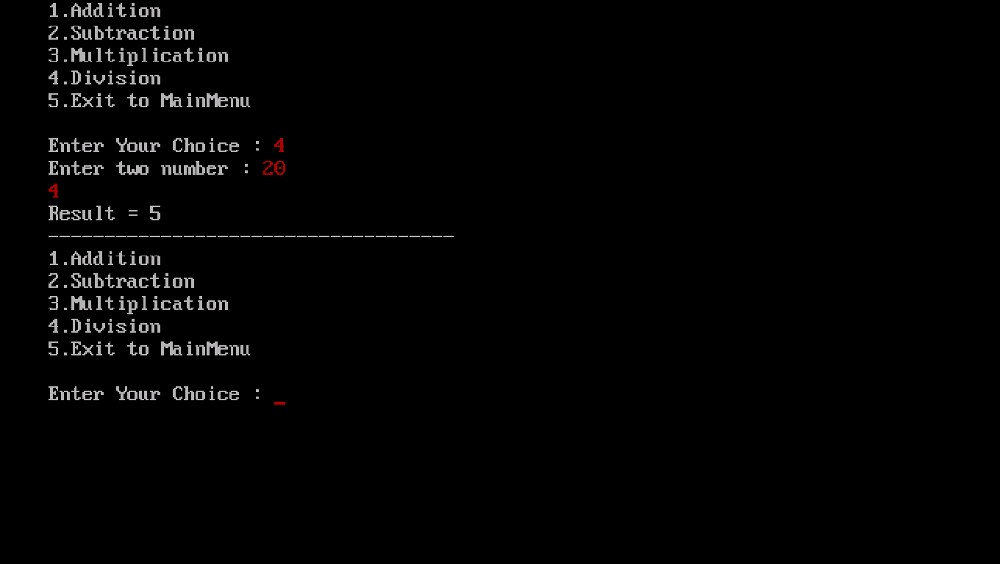 1.Addition
2.Subtraction
3.Multiplication
4.Division
5.Exit to MainMenu
Enter Your Choice : 4
Enter two number : 20
4
Result = 5
------------------------------------
1.Addition
2.Subtraction
3.Multiplication
4.Division
5.Exit to MainMenu
Enter Your Choice : _